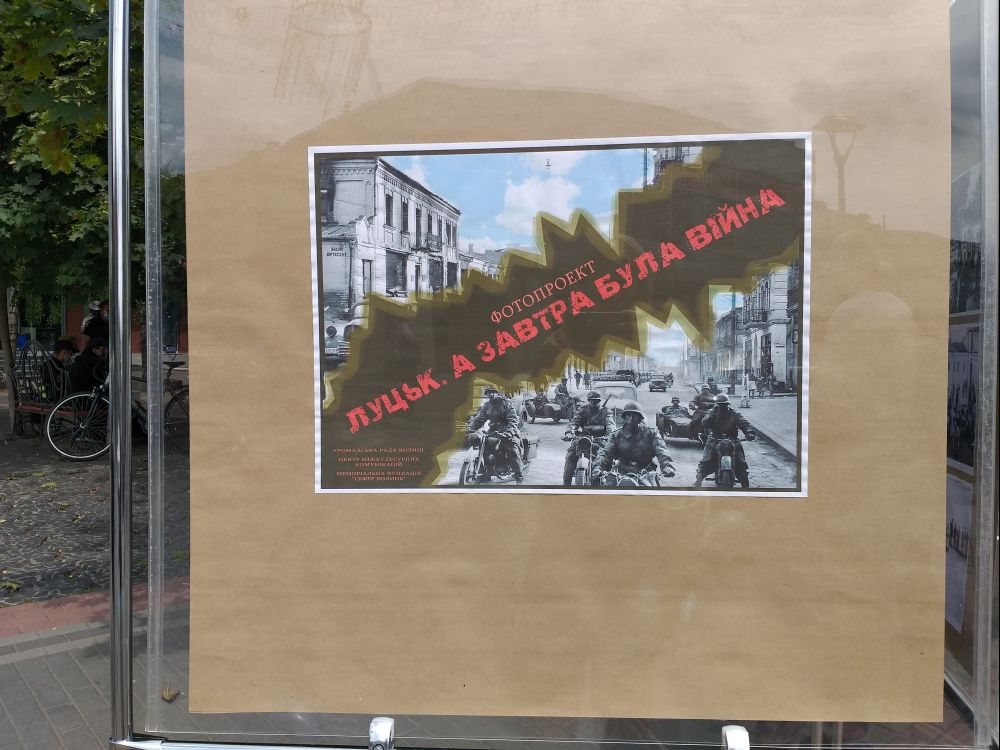 ФОТОПРОЕКТ
ЛУЦЬК. А ЗАВТРА БУЛА ВІЙНА
ГРОМАДСЬКА РАДА ВОЛИНІ
ЦЕНТР МІЖКУЛЬТУРНИХ
КОМУНІКАЦІЙ
МЕМОРІАЛЬНА ФУНДАЦІЯ
"СЕФЕР ВОЛИНЬ"